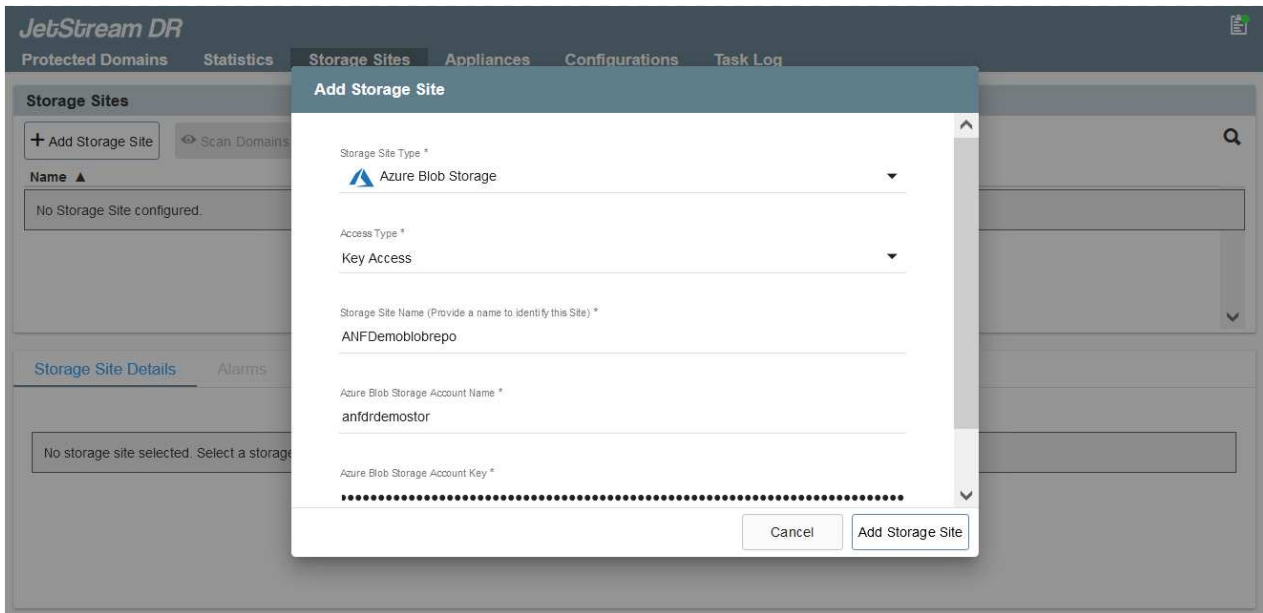 JetStream DR
Protected Domains Statistics Storage Sites Appliances Configurations Task Log
Storage Sites
+ Add Storage Site Scan Domains
Name ▲
No Storage Site configured.
Storage Site Details Alarms
No storage site selected. Select a storage
Add Storage Site
Storage Site Type *
Azure Blob Storage
Access Type *
Key Access
Storage Site Name (Provide a name to identify this Site) *
ANFDemoblobrepo
Azure Blob Storage Account Name *
anfdrdemostor
Azure Blob Storage Account Key *
Cancel Add Storage Site